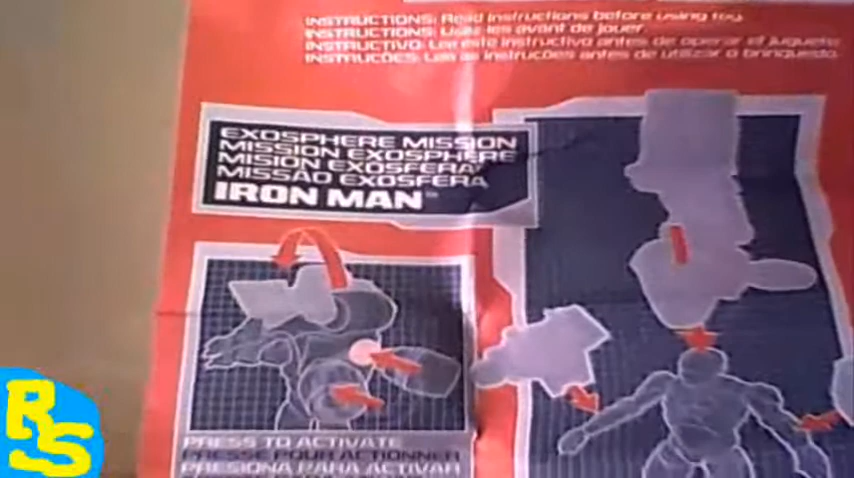 INSTRUCTIONS: Read instructions before using toy.
INSTRUCTIONS: Lisez-les avant de jouer.
INSTRUCTIVO: Lea este instructivo antes de operar el juguete.
INSTRUÇÕES: Leia as instruções antes de utilizar o brinquedo.
EXOSPHERE MISSION
MISSION EXOSPHERE
MISIÓN EXOSFERA
MISSÃO EXOSFERA
IRON MAN™
PRESS TO ACTIVATE
PRESSE POUR ACTIONNER
PRESIONA PARA ACTIVAR
RS